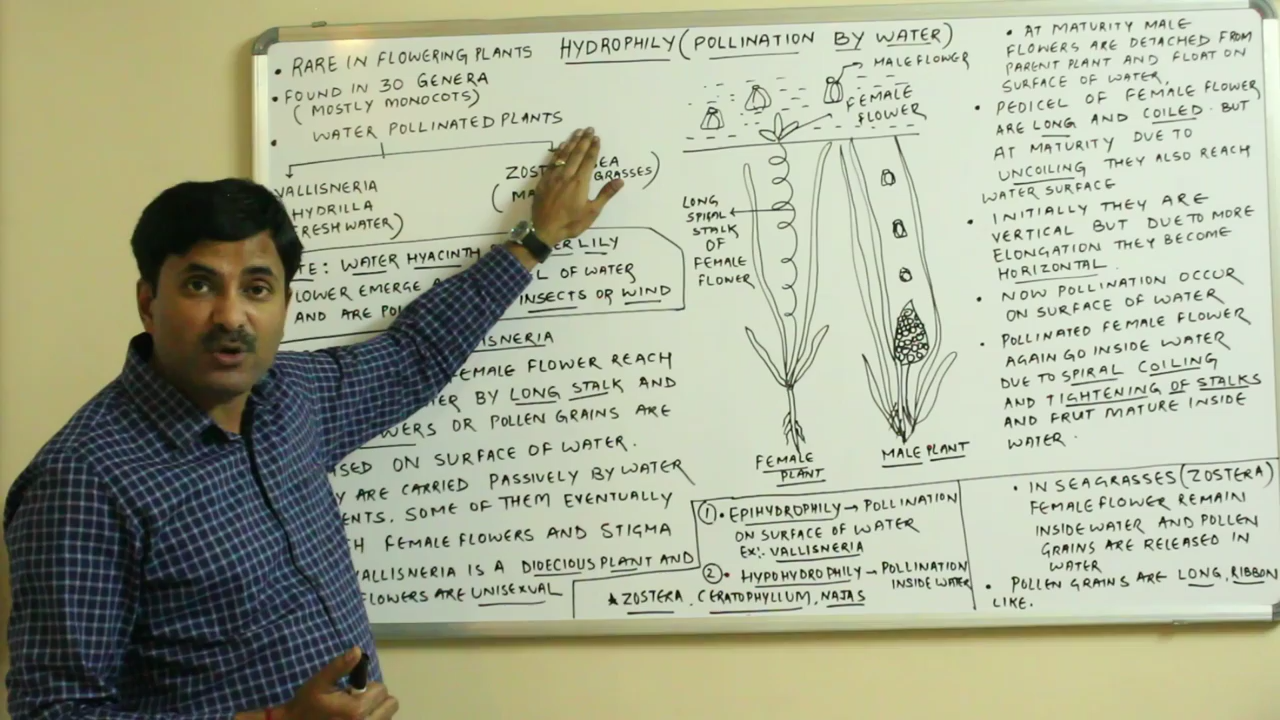 HYDROPHILY (POLLINATION BY WATER)
• RARE IN FLOWERING PLANTS
• FOUND IN 30 GENERA
(MOSTLY MONOCOTS)
• WATER POLLINATED PLANTS
VALLISNERIA
HYDRILLA
FRESH WATER)
SEA
GRASSES)
: WATER HYACINTH LILY
OF WATER
AND ARE INSECTS OR WIND
FEMALE FLOWER REACH
BY LONG STALK AND
OR POLLEN GRAINS ARE
ON SURFACE OF WATER.
ARE CARRIED PASSIVELY BY WATER
SOME OF THEM EVENTUALLY
FEMALE FLOWERS AND STIGMA
VALLISNERIA IS A DIOECIOUS PLANT AND
FLOWERS ARE UNISEXUAL
MALE FLOWER
FEMALE
FLOWER
LONG
SPIRAL
STALK
OF
FEMALE
FLOWER
FEMALE
PLANT
MALE PLANT
① • EPIHYDROPHILY → POLLINATION
ON SURFACE OF WATER
EX:- VALLISNERIA
② • HYPOHYDROPHILY → POLLINATION
INSIDE WATER
★ ZOSTERA, CERATOPHYLLUM, NAJAS
• AT MATURITY MALE
FLOWERS ARE DETACHED FROM
PARENT PLANT AND FLOAT ON
SURFACE OF WATER.
• PEDICEL OF FEMALE FLOWER
ARE LONG AND COILED. BUT
AT MATURITY DUE TO
UNCOILING THEY ALSO REACH
WATER SURFACE
• INITIALLY THEY ARE
VERTICAL BUT DUE TO MORE
ELONGATION THEY BECOME
HORIZONTAL.
• NOW POLLINATION OCCUR
ON SURFACE OF WATER
• POLLINATED FEMALE FLOWER
AGAIN GO INSIDE WATER
DUE TO SPIRAL COILING
AND TIGHTENING OF STALKS
AND FRUIT MATURE INSIDE
WATER.
• IN SEAGRASSES (ZOSTERA)
FEMALE FLOWER REMAIN
INSIDE WATER AND POLLEN
GRAINS ARE RELEASED IN
WATER
• POLLEN GRAINS ARE LONG, RIBBON
LIKE.